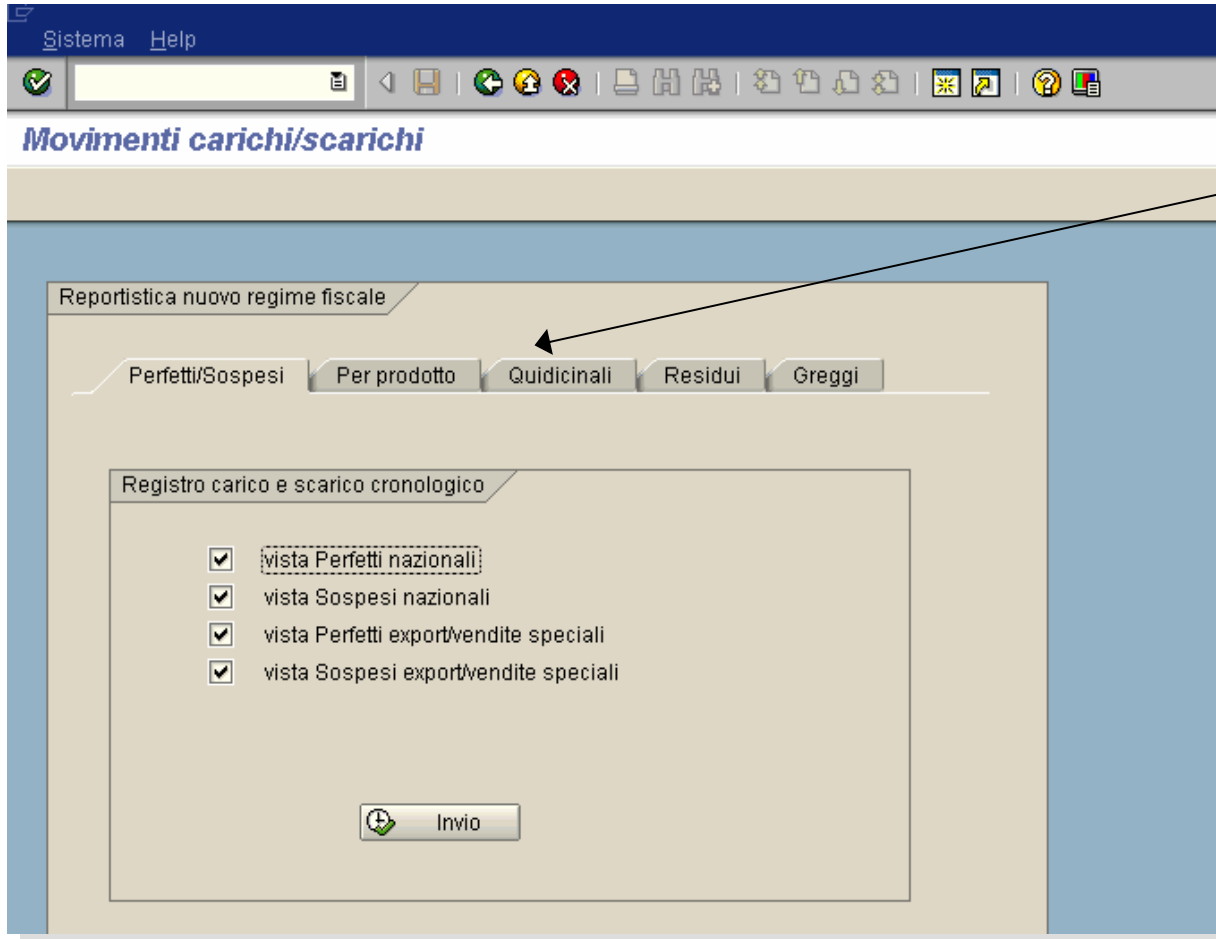 Sistema Help
Movimenti carichi/scarichi
Reportistica nuovo regime fiscale
Perfetti/Sospesi Per prodotto Quidicinali Residui Greggi
Registro carico e scarico cronologico
vista Perfetti nazionali
vista Sospesi nazionali
vista Perfetti export/vendite speciali
vista Sospesi export/vendite speciali
Invio